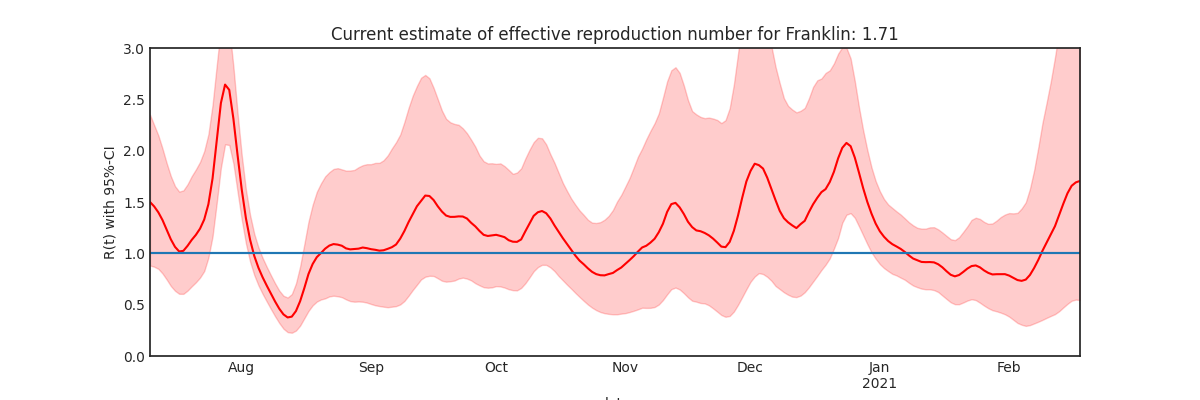 Current estimate of effective reproduction number for Franklin: 1.71
R(t) with 95%-CI
3.0
2.5
2.0
1.5
1.0
0.5
0.0
Aug Sep Oct Nov Dec Jan Feb
2021